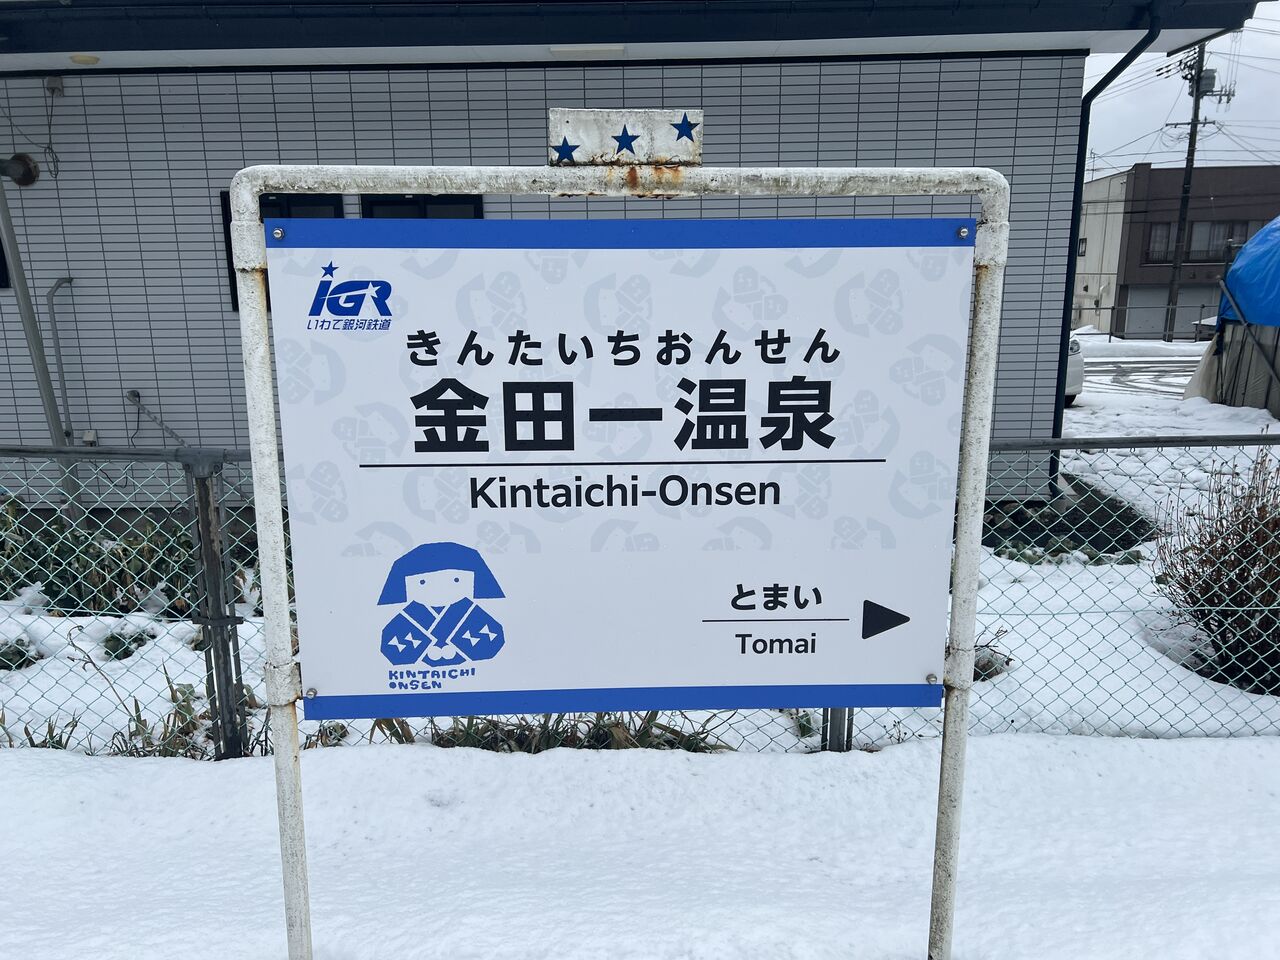 IGR
いわて銀河鉄道
きんたいちおんせん
金田一温泉
Kintaichi-Onsen
KINTAICHI
ONSEN
とまい
Tomai